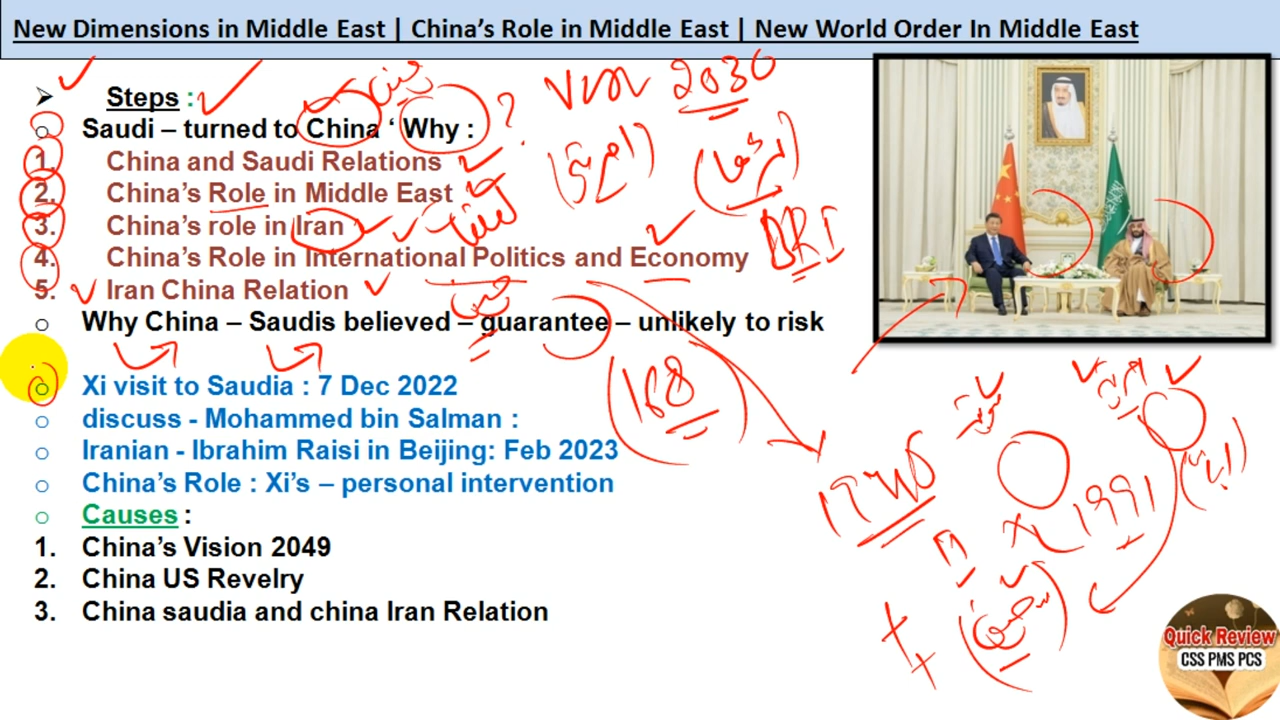 New Dimensions in Middle East | China's Role in Middle East | New World Order In Middle East
➤ Steps :
o Saudi – turned to China ‘ Why :
?
Vision 2030
1. China and Saudi Relations
2. China's Role in Middle East
3. China's role in Iran
BRI
4. China's Role in International Politics and Economy
5. Iran China Relation
o Why China – Saudis believed – guarantee – unlikely to risk
168
o Xi visit to Saudia : 7 Dec 2022
o discuss - Mohammed bin Salman :
o Iranian - Ibrahim Raisi in Beijing: Feb 2023
o China's Role : Xi's – personal intervention
1991
o Causes :
1. China's Vision 2049
2. China US Revelry
3. China saudia and china Iran Relation
Quick Review
CSS PMS PCS